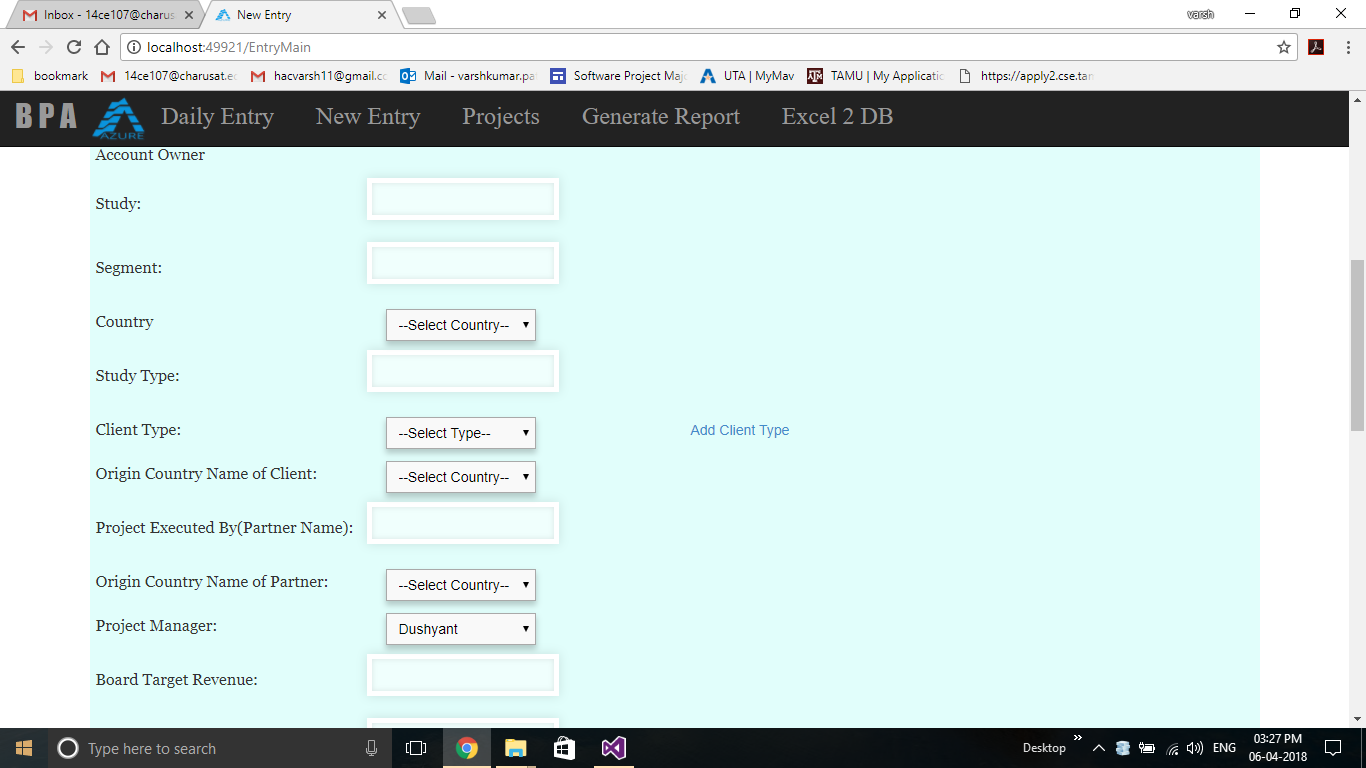 Inbox - 14ce107@charus
New Entry
varsh
localhost:49921/EntryMain
bookmark
14ce107@charusat.e
hacvarsh11@gmail.c
Mail - varshkumar.pa
Software Project Maj
UTA | MyMav
TAMU | My Applicatic
https://apply2.cse.tan
BPA
AZURE
Daily Entry
New Entry
Projects
Generate Report
Excel 2 DB
Account Owner
Study:
Segment:
Country
--Select Country--
Study Type:
Client Type:
--Select Type--
Add Client Type
Origin Country Name of Client:
--Select Country--
Project Executed By(Partner Name):
Origin Country Name of Partner:
--Select Country--
Project Manager:
Dushyant
Board Target Revenue:
Type here to search
Desktop
ENG
03:27 PM
06-04-2018